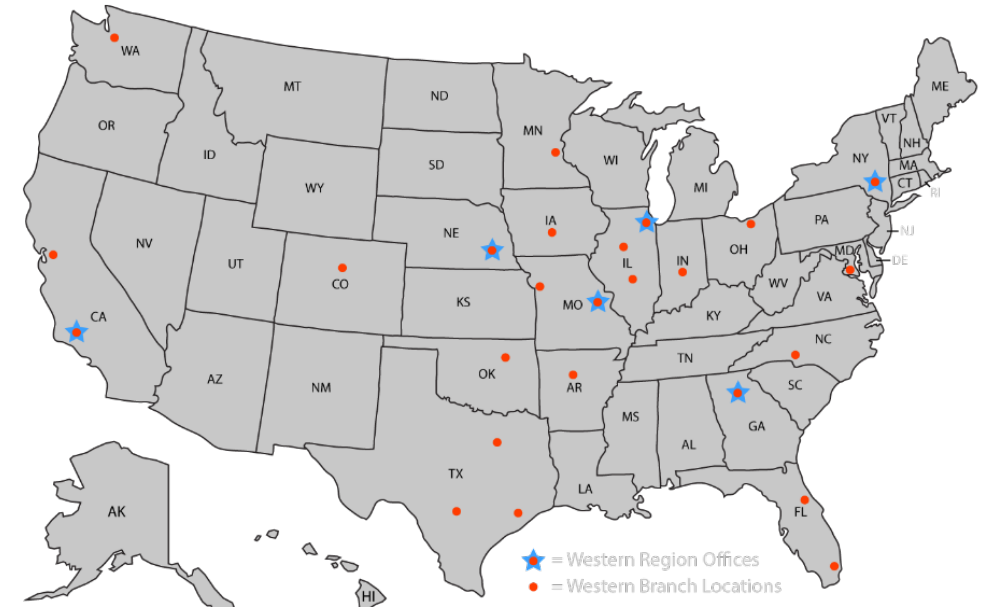 WA
MT
ND
ME
OR
ID
MN
VT
NH
SD
WI
NY
MA
WY
MI
CT
RI
NE
IA
PA
NJ
NV
UT
CO
IL
IN
OH
MD
DE
KS
MO
WV
VA
CA
KY
NC
AZ
NM
OK
AR
TN
SC
MS
AL
GA
TX
LA
AK
FL
HI
= Western Region Offices
= Western Branch Locations